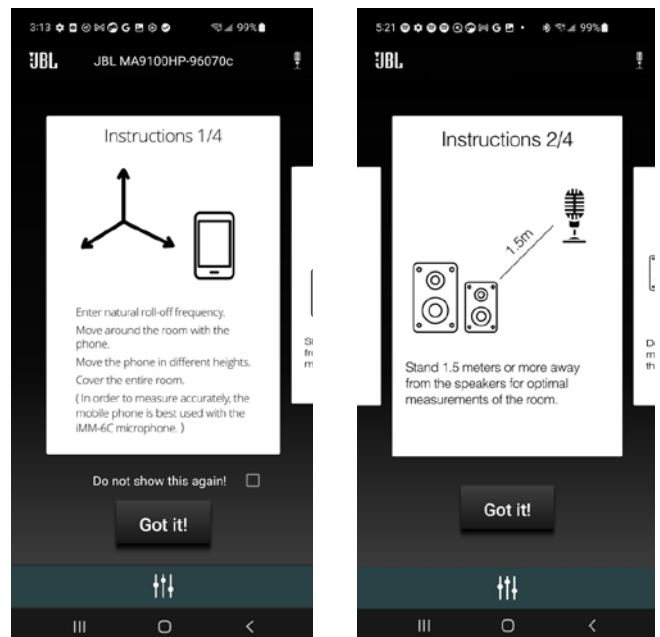 3:13 G 99%
JBL JBL MA9100HP-96070c
Instructions 1/4
Enter natural roll-off frequency.
Move around the room with the
phone.
Move the phone in different heights.
Cover the entire room.
( In order to measure accurately, the
mobile phone is best used with the
iMM-6C microphone. )
Do not show this again!
Got it!
5:21 G 99%
JBL
Instructions 2/4
1.5m
Stand 1.5 meters or more away
from the speakers for optimal
measurements of the room.
Got it!